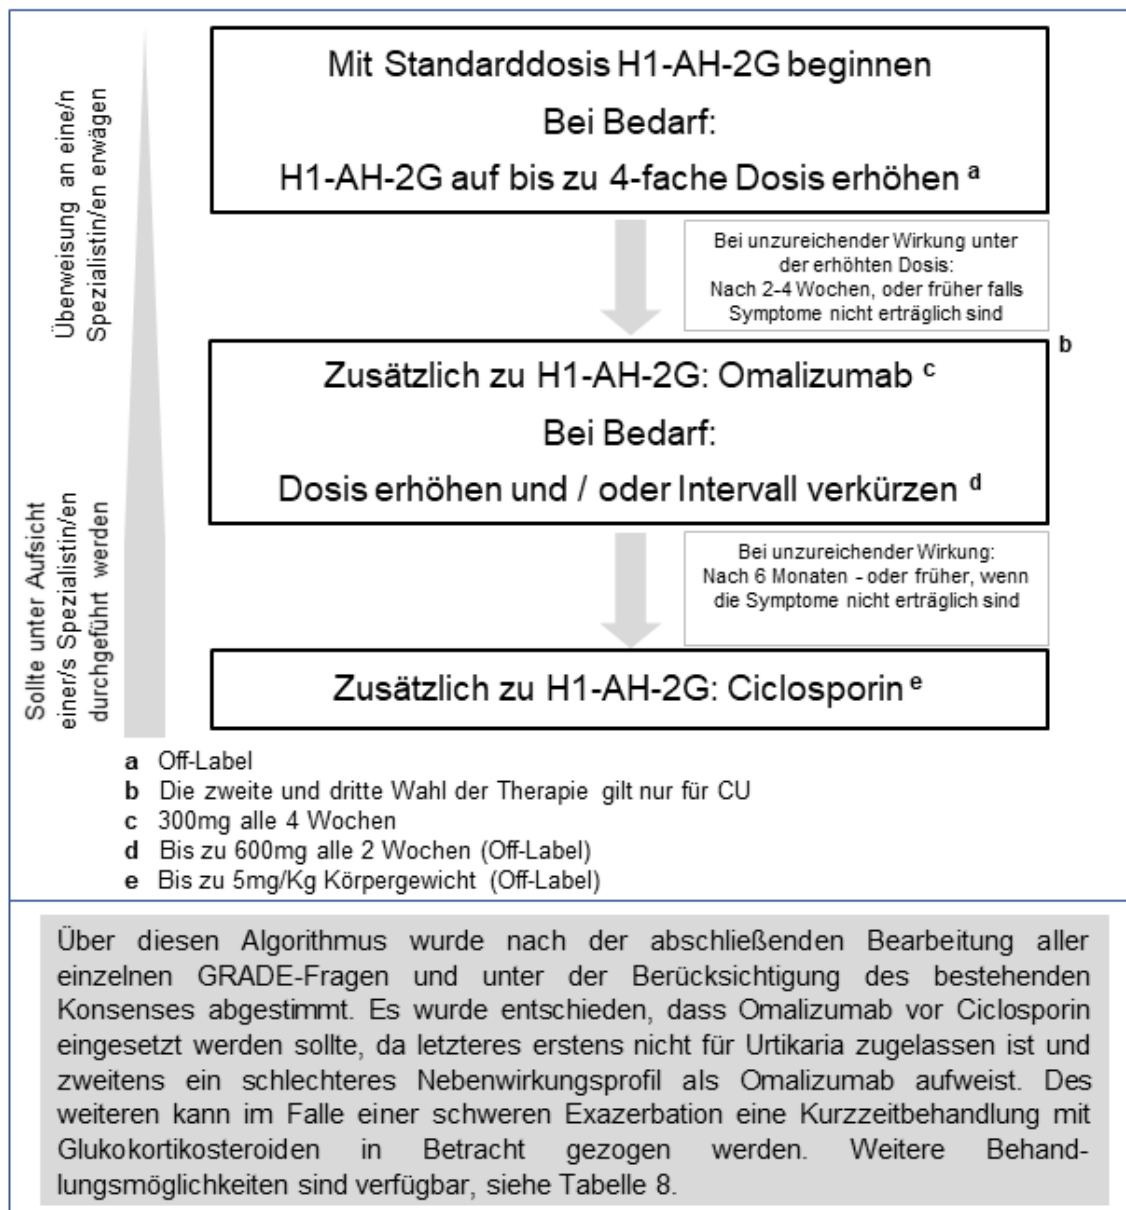 Überweisung an eine/n
Spezialistin/en erwägen
Sollte unter Aufsicht
einer/s Spezialistin/en
durchgeführt werden
Mit Standarddosis H1-AH-2G beginnen
Bei Bedarf:
H1-AH-2G auf bis zu 4-fache Dosis erhöhen a
Bei unzureichender Wirkung unter
der erhöhten Dosis:
Nach 2-4 Wochen, oder früher falls
Symptome nicht erträglich sind
b
Zusätzlich zu H1-AH-2G: Omalizumab c
Bei Bedarf:
Dosis erhöhen und / oder Intervall verkürzen d
Bei unzureichender Wirkung:
Nach 6 Monaten - oder früher, wenn
die Symptome nicht erträglich sind
Zusätzlich zu H1-AH-2G: Ciclosporin e
a Off-Label
b Die zweite und dritte Wahl der Therapie gilt nur für CU
c 300mg alle 4 Wochen
d Bis zu 600mg alle 2 Wochen (Off-Label)
e Bis zu 5mg/Kg Körpergewicht (Off-Label)
Über diesen Algorithmus wurde nach der abschließenden Bearbeitung aller
einzelnen GRADE-Fragen und unter der Berücksichtigung des bestehenden
Konsenses abgestimmt. Es wurde entschieden, dass Omalizumab vor Ciclosporin
eingesetzt werden sollte, da letzteres erstens nicht für Urtikaria zugelassen ist und
zweitens ein schlechteres Nebenwirkungsprofil als Omalizumab aufweist. Des
weiteren kann im Falle einer schweren Exazerbation eine Kurzzeitbehandlung mit
Glukokortikosteroiden in Betracht gezogen werden. Weitere Behand-
lungsmöglichkeiten sind verfügbar, siehe Tabelle 8.